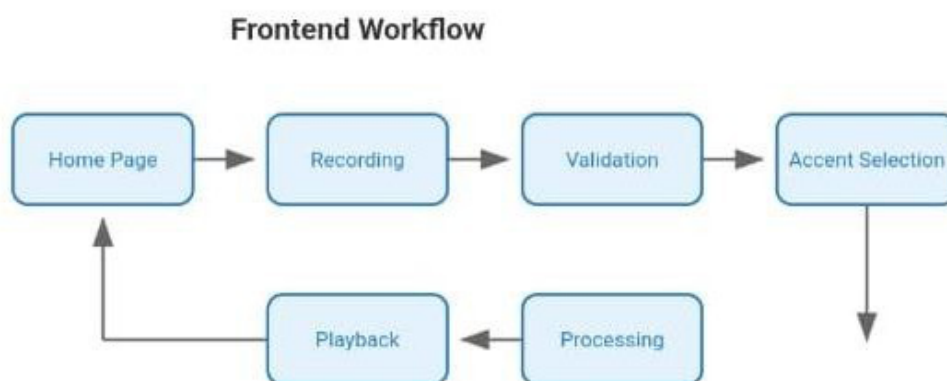 Frontend Workflow
Home Page
Recording
Validation
Accent Selection
Playback
Processing